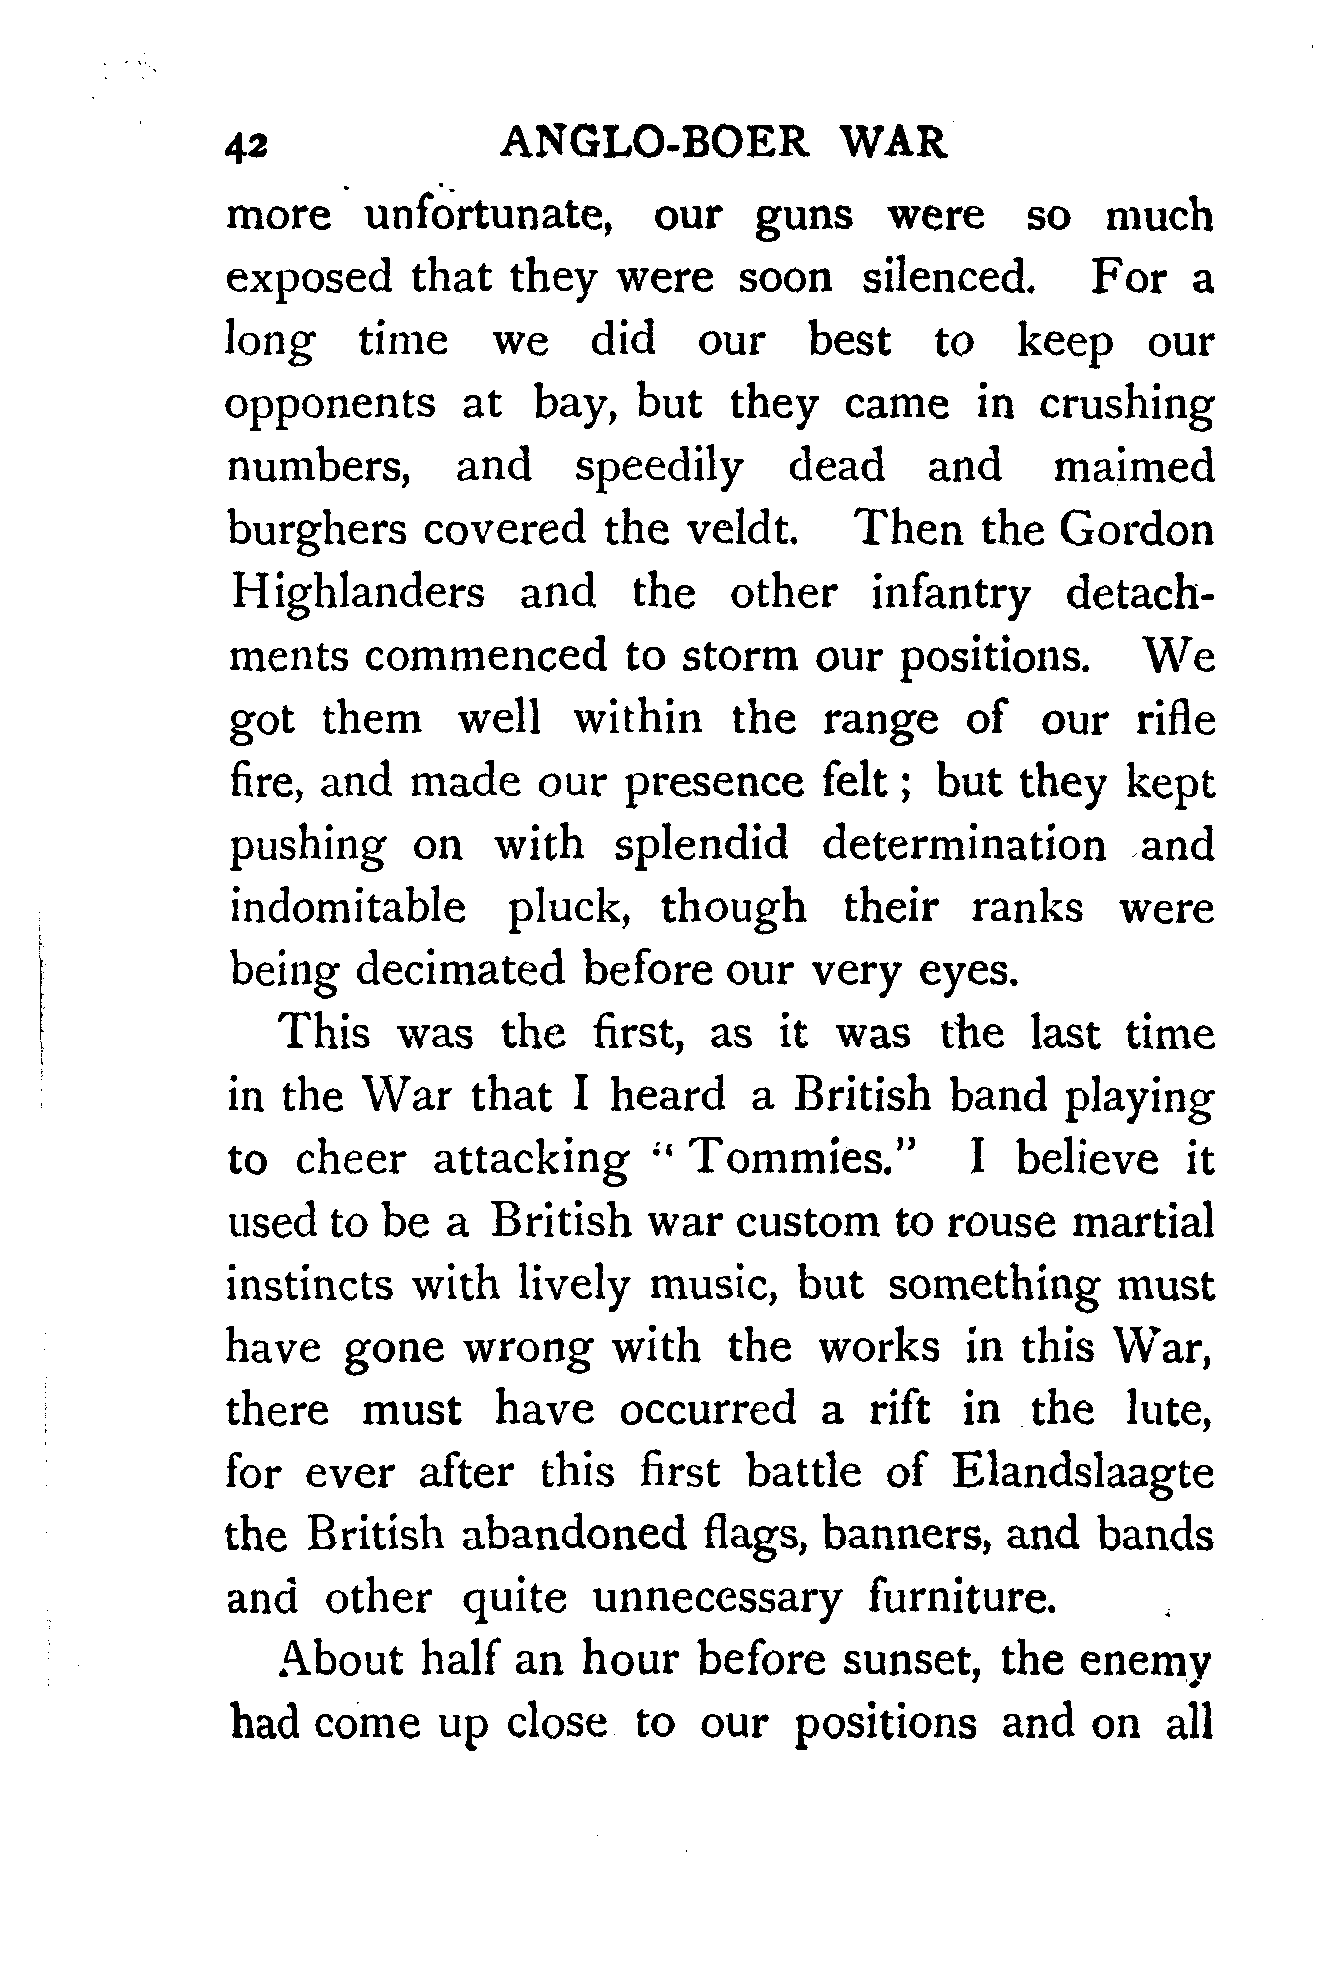 42 ANGLO-BOER WAR
more unfortunate, our guns were so much
exposed that they were soon silenced. For a
long time we did our best to keep our
opponents at bay, but they came in crushing
numbers, and speedily dead and maimed
burghers covered the veldt. Then the Gordon
Highlanders and the other infantry detach-
ments commenced to storm our positions. We
got them well within the range of our rifle
fire, and made our presence felt ; but they kept
pushing on with splendid determination and
indomitable pluck, though their ranks were
being decimated before our very eyes.
This was the first, as it was the last time
in the War that I heard a British band playing
to cheer attacking “ Tommies.” I believe it
used to be a British war custom to rouse martial
instincts with lively music, but something must
have gone wrong with the works in this War,
there must have occurred a rift in the lute,
for ever after this first battle of Elandslaagte
the British abandoned flags, banners, and bands
and other quite unnecessary furniture.
About half an hour before sunset, the enemy
had come up close to our positions and on all